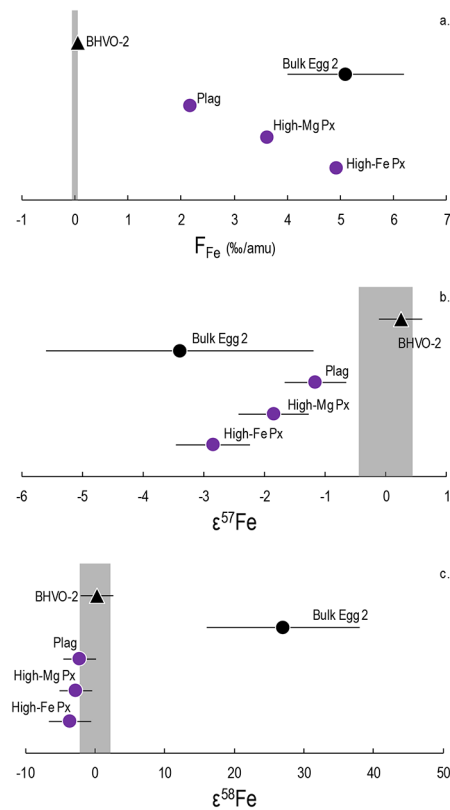 a.
BHVO-2
Bulk Egg 2
Plag
High-Mg Px
High-Fe Px
-1 0 1 2 3 4 5 6 7
FFe (‰/amu)
b.
BHVO-2
Bulk Egg 2
Plag
High-Mg Px
High-Fe Px
-6 -5 -4 -3 -2 -1 0 1
ε57Fe
c.
BHVO-2
Bulk Egg 2
Plag
High-Mg Px
High-Fe Px
-10 0 10 20 30 40 50
ε58Fe